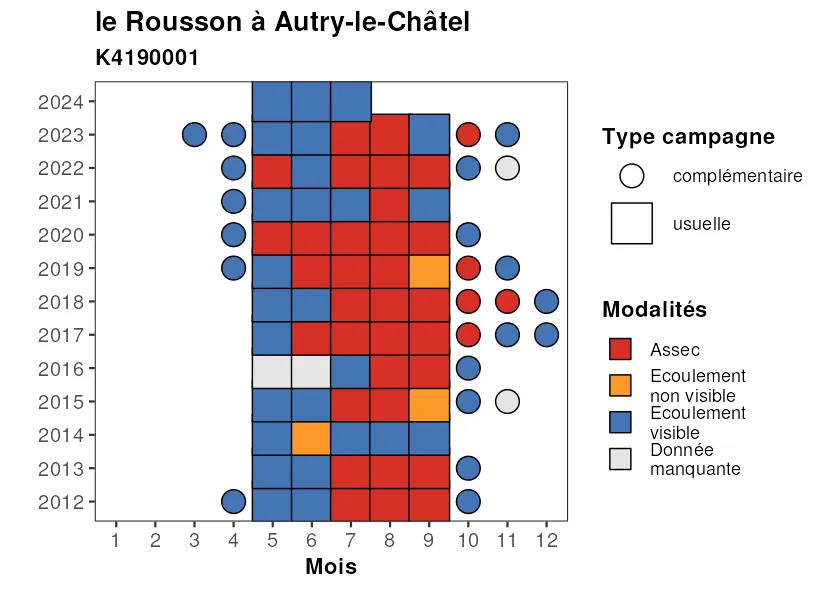 le Rousson à Autry-le-Châtel
K4190001
2024
2023
2022
2021
2020
2019
2018
2017
2016
2015
2014
2013
2012
1 2 3 4 5 6 7 8 9 10 11 12
Mois
Type campagne
complémentaire
usuelle
Modalités
Assec
Ecoulement
non visible
Ecoulement
visible
Donnée
manquante